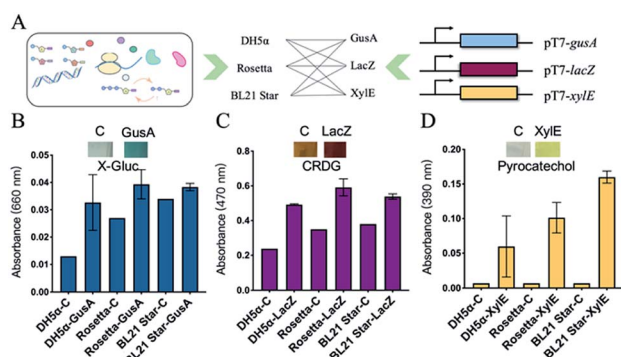 A
DH5α
Rosetta
BL21 Star
GusA
LacZ
XylE
pT7-gusA
pT7-lacZ
pT7-xylE
B
C GusA
X-Gluc
Absorbance (660 nm)
0.05
0.04
0.03
0.02
0.01
0.00
DH5α-C
DH5α-GusA
Rosetta-C
Rosetta-GusA
BL21 Star-C
BL21 Star-GusA
C
C LacZ
CRDG
Absorbance (470 nm)
0.8
0.6
0.4
0.2
0.0
DH5α-C
DH5α-LacZ
Rosetta-C
Rosetta-LacZ
BL21 Star-C
BL21 Star-LacZ
D
C XylE
Pyrocatechol
Absorbance (390 nm)
0.20
0.15
0.10
0.05
0.00
DH5α-C
DH5α-XylE
Rosetta-C
Rosetta-XylE
BL21 Star-C
BL21 Star-XylE